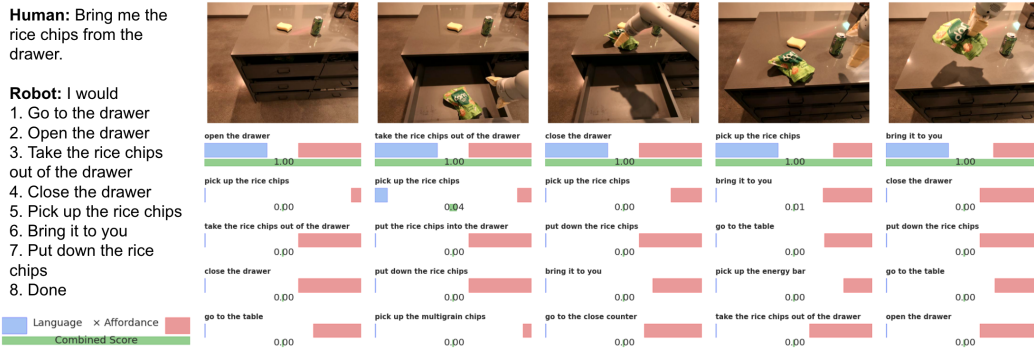 Human: Bring me the
rice chips from the
drawer.
Robot: I would
1. Go to the drawer
2. Open the drawer
3. Take the rice chips
out of the drawer
4. Close the drawer
5. Pick up the rice chips
6. Bring it to you
7. Put down the rice
chips
8. Done
Language × Affordance
Combined Score
open the drawer
1.00
pick up the rice chips
0.00
take the rice chips out of the drawer
0.00
close the drawer
0.00
go to the table
0.00
take the rice chips out of the drawer
1.00
pick up the rice chips
0.04
put the rice chips into the drawer
0.00
put down the rice chips
0.00
pick up the multigrain chips
0.00
close the drawer
1.00
pick up the rice chips
0.00
put down the rice chips
0.00
bring it to you
0.00
go to the close counter
0.00
pick up the rice chips
1.00
bring it to you
0.01
go to the table
0.00
pick up the energy bar
0.00
take the rice chips out of the drawer
0.00
bring it to you
1.00
close the drawer
0.00
put down the rice chips
0.00
go to the table
0.00
open the drawer
0.00